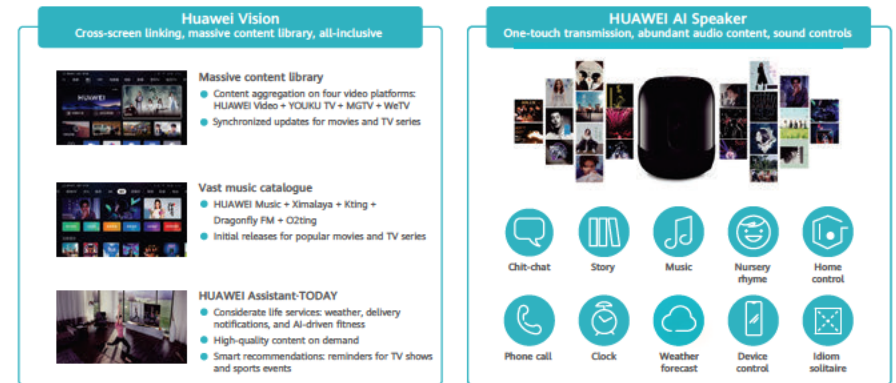 Huawei Vision
Cross-screen linking, massive content library, all-inclusive
Massive content library
Content aggregation on four video platforms:
HUAWEI Video + YOUKU TV + MGTV + WeTV
Synchronized updates for movies and TV series
HUAWEI
Vast music catalogue
HUAWEI Music + Ximalaya + Kting +
Dragonfly FM + O2ting
Initial releases for popular movies and TV series
HUAWEI Assistant·TODAY
Considerate life services: weather, delivery
notifications, and AI-driven fitness
High-quality content on demand
Smart recommendations: reminders for TV shows
and sports events
HUAWEI AI Speaker
One-touch transmission, abundant audio content, sound controls
Chit-chat
Story
Music
Nursery
rhyme
Home
control
Phone call
Clock
Weather
forecast
Device
control
Idiom
solitaire